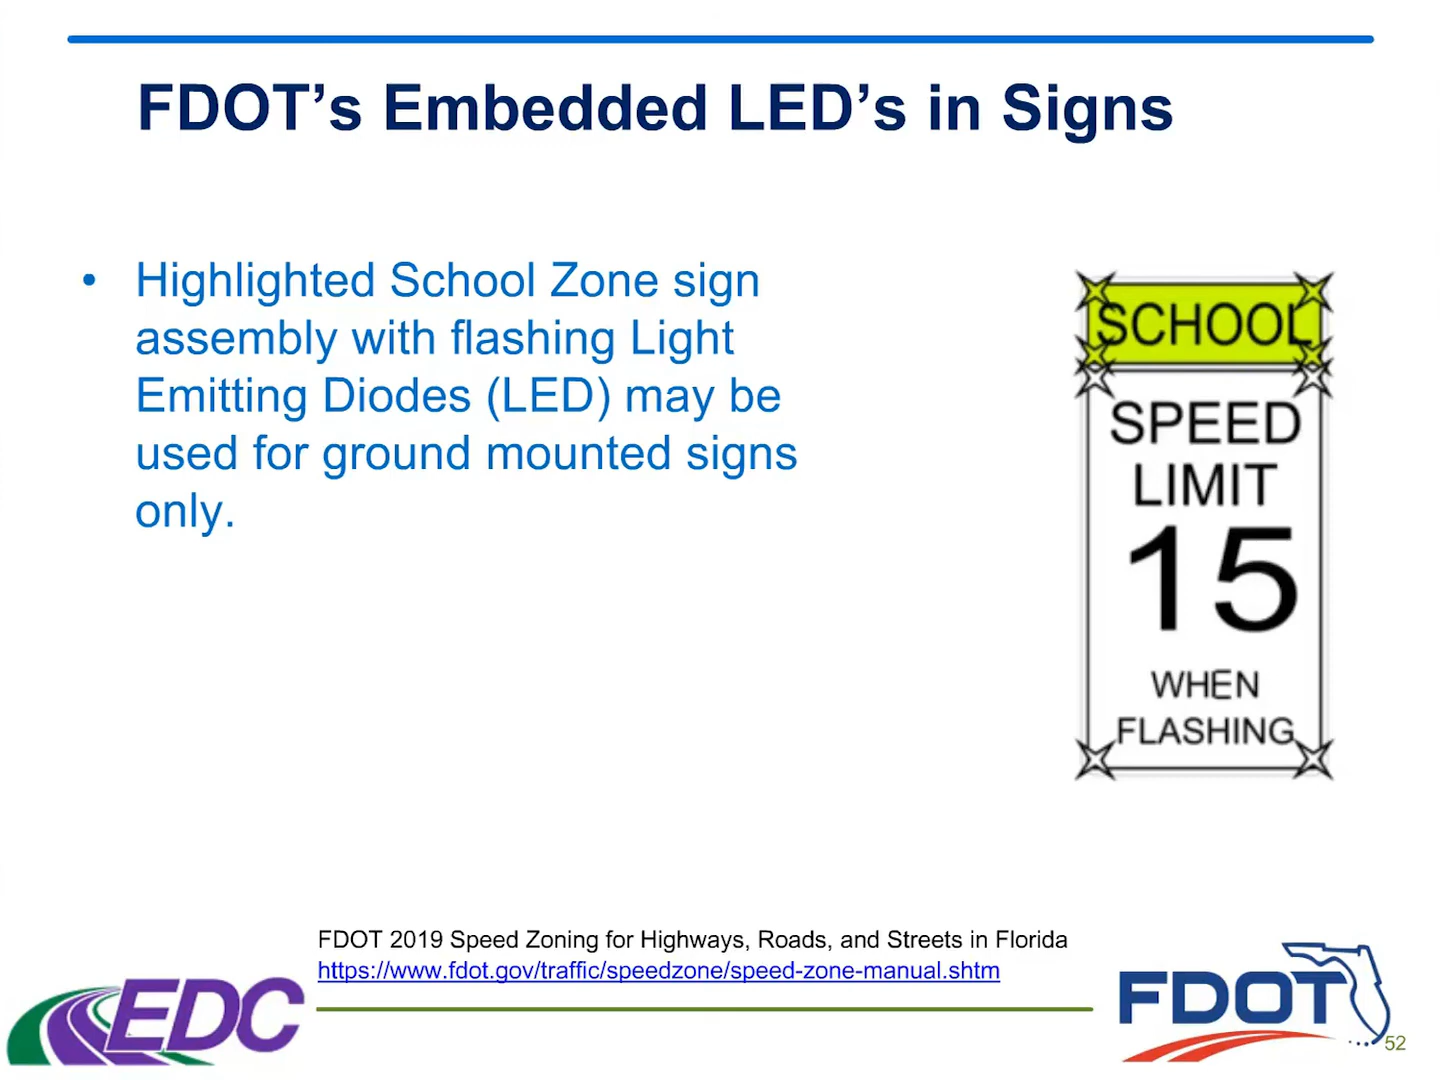 FDOT’s Embedded LED’s in Signs
• Highlighted School Zone sign
assembly with flashing Light
Emitting Diodes (LED) may be
used for ground mounted signs
only.
SCHOOL
SPEED
LIMIT
15
WHEN
FLASHING
FDOT 2019 Speed Zoning for Highways, Roads, and Streets in Florida
https://www.fdot.gov/traffic/speedzone/speed-zone-manual.shtm
EDC
FDOT
52